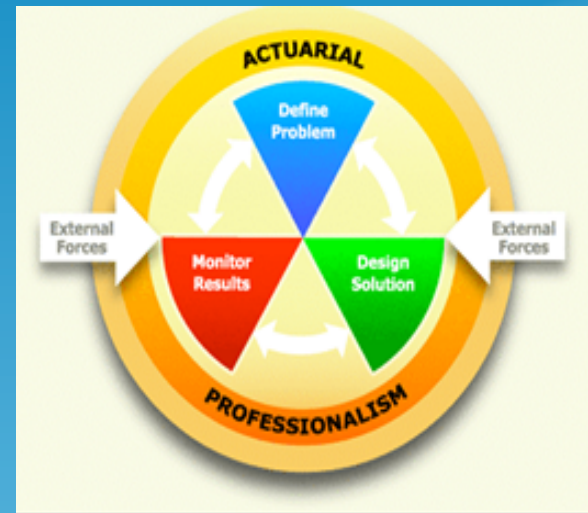 ACTUARIAL
Define
Problem
External
Forces
External
Forces
Monitor
Results
Design
Solution
PROFESSIONALISM